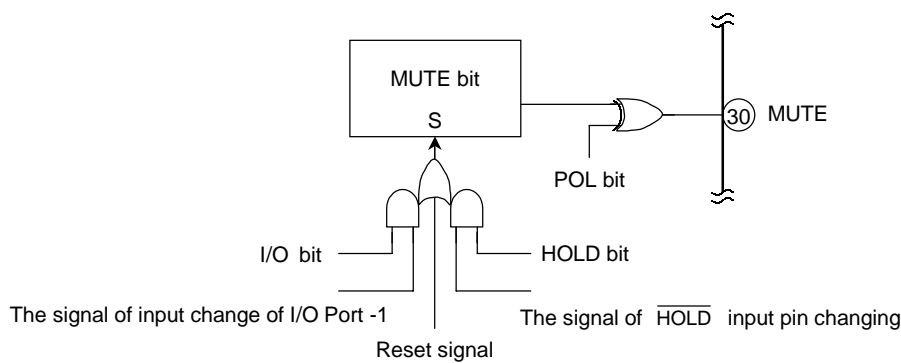 MUTE bit
S
30 MUTE
POL bit
I/O bit
HOLD bit
The signal of input change of I/O Port -1
The signal of HOLD input pin changing
Reset signal